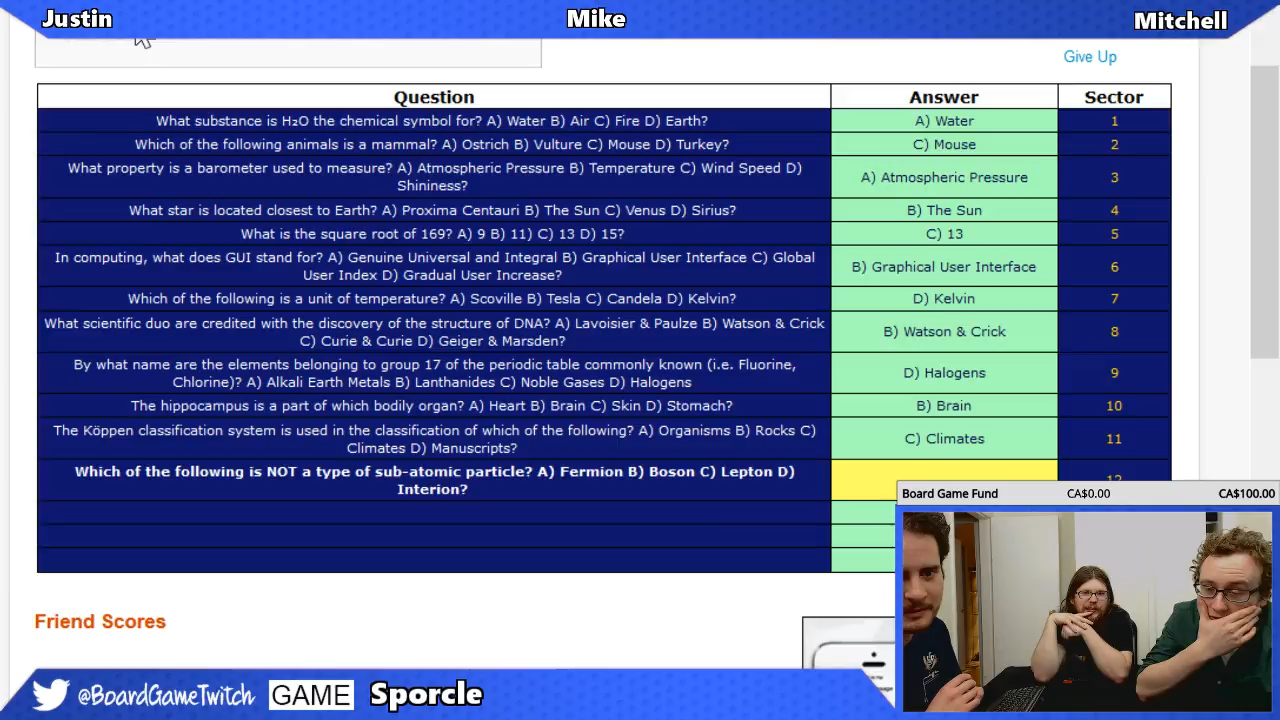 Justin
Mike
Mitchell
Give Up
Question Answer Sector
What substance is H₂O the chemical symbol for? A) Water B) Air C) Fire D) Earth? A) Water 1
Which of the following animals is a mammal? A) Ostrich B) Vulture C) Mouse D) Turkey? C) Mouse 2
What property is a barometer used to measure? A) Atmospheric Pressure B) Temperature C) Wind Speed D)
Shininess?
A) Atmospheric Pressure 3
What star is located closest to Earth? A) Proxima Centauri B) The Sun C) Venus D) Sirius? B) The Sun 4
What is the square root of 169? A) 9 B) 11) C) 13 D) 15? C) 13 5
In computing, what does GUI stand for? A) Genuine Universal and Integral B) Graphical User Interface C) Global
User Index D) Gradual User Increase?
B) Graphical User Interface 6
Which of the following is a unit of temperature? A) Scoville B) Tesla C) Candela D) Kelvin? D) Kelvin 7
What scientific duo are credited with the discovery of the structure of DNA? A) Lavoisier & Paulze B) Watson & Crick
C) Curie & Curie D) Geiger & Marsden?
B) Watson & Crick 8
By what name are the elements belonging to group 17 of the periodic table commonly known (i.e. Fluorine,
Chlorine)? A) Alkali Earth Metals B) Lanthanides C) Noble Gases D) Halogens
D) Halogens 9
The hippocampus is a part of which bodily organ? A) Heart B) Brain C) Skin D) Stomach? B) Brain 10
The Köppen classification system is used in the classification of which of the following? A) Organisms B) Rocks C)
Climates D) Manuscripts?
C) Climates 11
Which of the following is NOT a type of sub-atomic particle? A) Fermion B) Boson C) Lepton D)
Interion?
12
Board Game Fund CA$0.00 CA$100.00
Friend Scores
@BoardGameTwitch GAME Sporcle